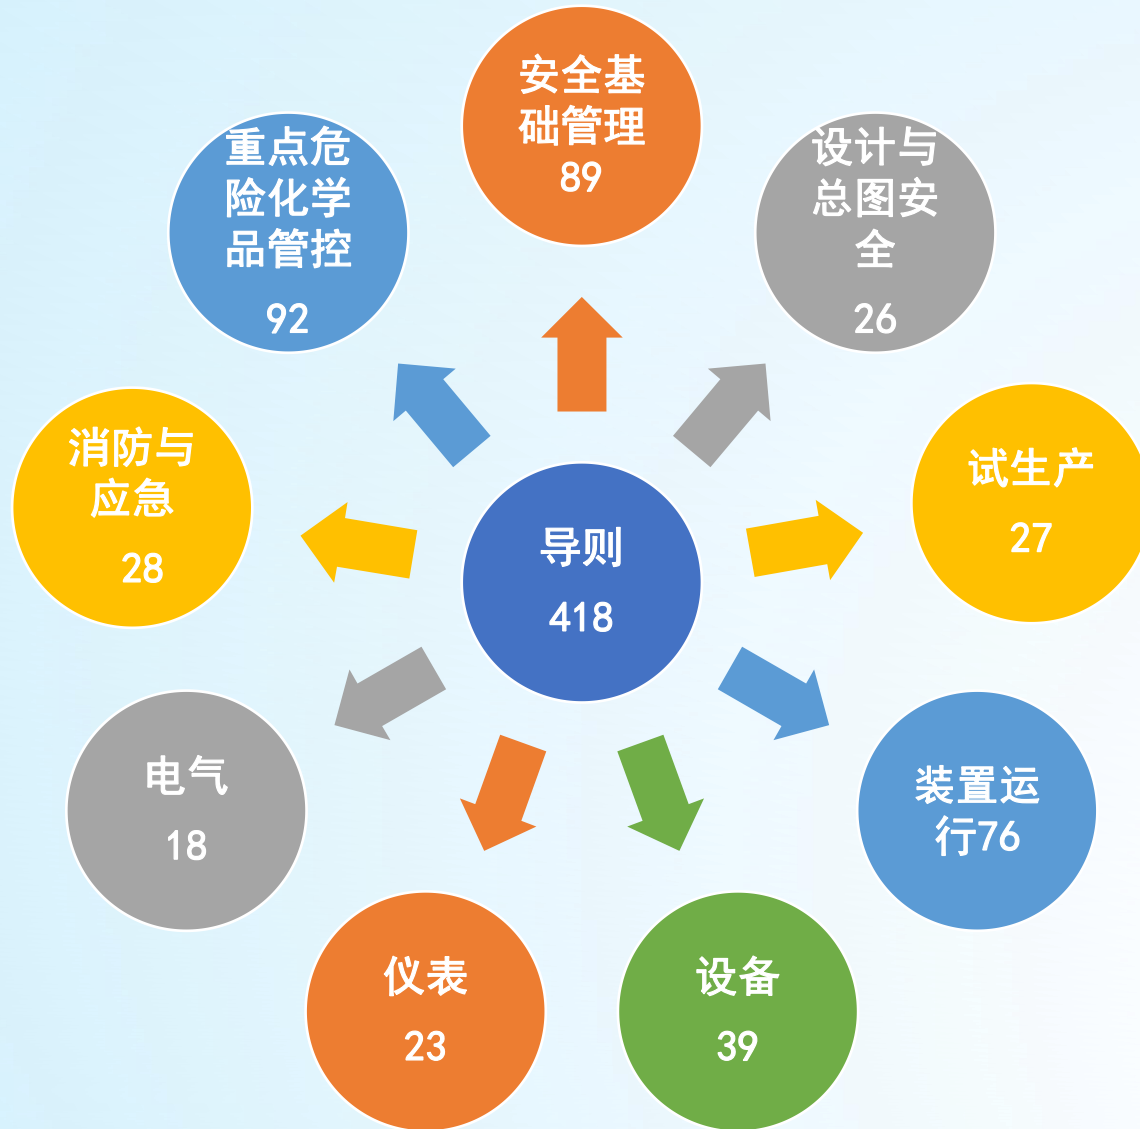 安全基
础管理
89
设计与
总图安
全
26
试生产
27
装置运
行76
设备
39
仪表
23
电气
18
消防与
应急
28
重点危
险化学
品管控
92
导则
418